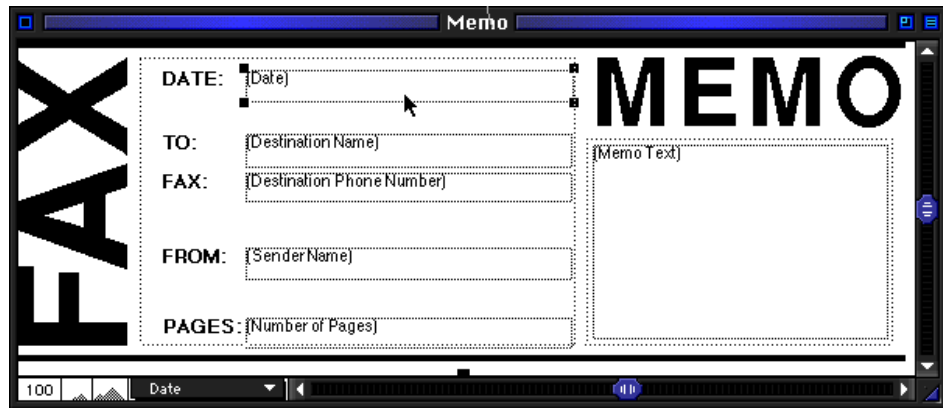 Memo
FAX
DATE: (Date)
TO: (Destination Name)
FAX: (Destination Phone Number)
FROM: (Sender Name)
PAGES: (Number of Pages)
MEMO
(Memo Text)
100 Date